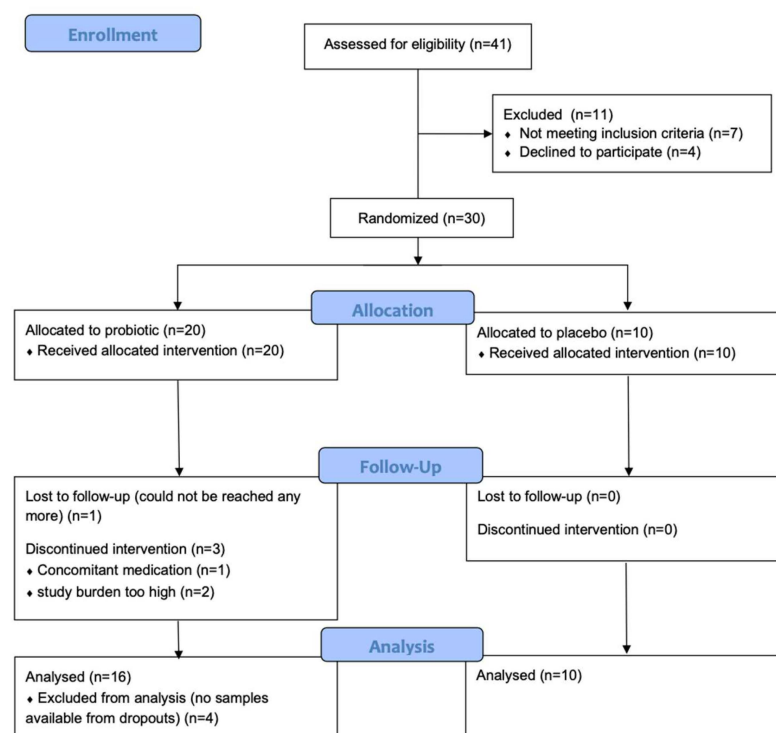 Enrollment
Assessed for eligibility (n=41)
Excluded (n=11)
♦ Not meeting inclusion criteria (n=7)
♦ Declined to participate (n=4)
Randomized (n=30)
Allocation
Allocated to probiotic (n=20)
♦ Received allocated intervention (n=20)
Allocated to placebo (n=10)
♦ Received allocated intervention (n=10)
Follow-Up
Lost to follow-up (could not be reached any
more) (n=1)
Discontinued intervention (n=3)
♦ Concomitant medication (n=1)
♦ study burden too high (n=2)
Lost to follow-up (n=0)
Discontinued intervention (n=0)
Analysis
Analysed (n=16)
♦ Excluded from analysis (no samples
available from dropouts) (n=4)
Analysed (n=10)